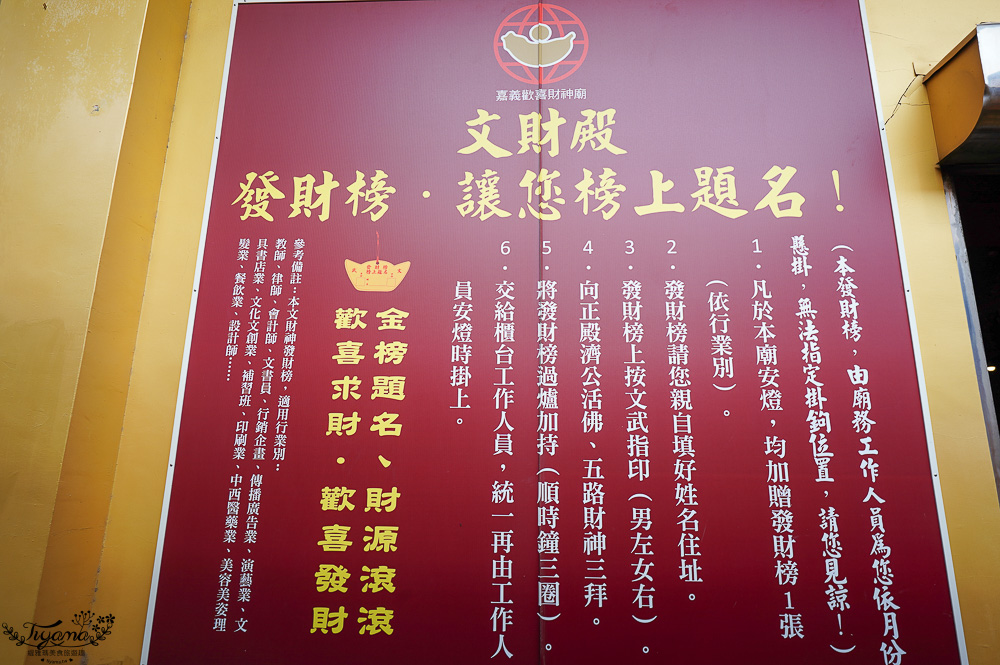 嘉義歡喜財神廟
文財殿
發財榜‧讓您榜上題名！
（本發財榜，由廟務工作人員為您依月份
懸掛，無法指定掛鉤位置，請您見諒！）
1．凡於本廟安燈，均加贈發財榜1張
（依行業別）。
2．發財榜請您親自填好姓名住址。
3．發財榜上按文武指印（男左女右）。
4．向正殿濟公活佛、五路財神三拜。
5．將發財榜過爐加持（順時鐘三圈）。
6．交給櫃台工作人員，統一再由工作人
員安燈時掛上。
金榜題名、財源滾滾
歡喜求財‧歡喜發財
參考備註：本文財神發財榜，適用行業別：
教師、律師、會計師、文書員、行銷企畫、傳播廣告業、演藝業、文
具書店業、文化文創業、補習班、印刷業、中西醫藥業、美容美姿理
髮業、餐飲業、設計師……
Tiyama